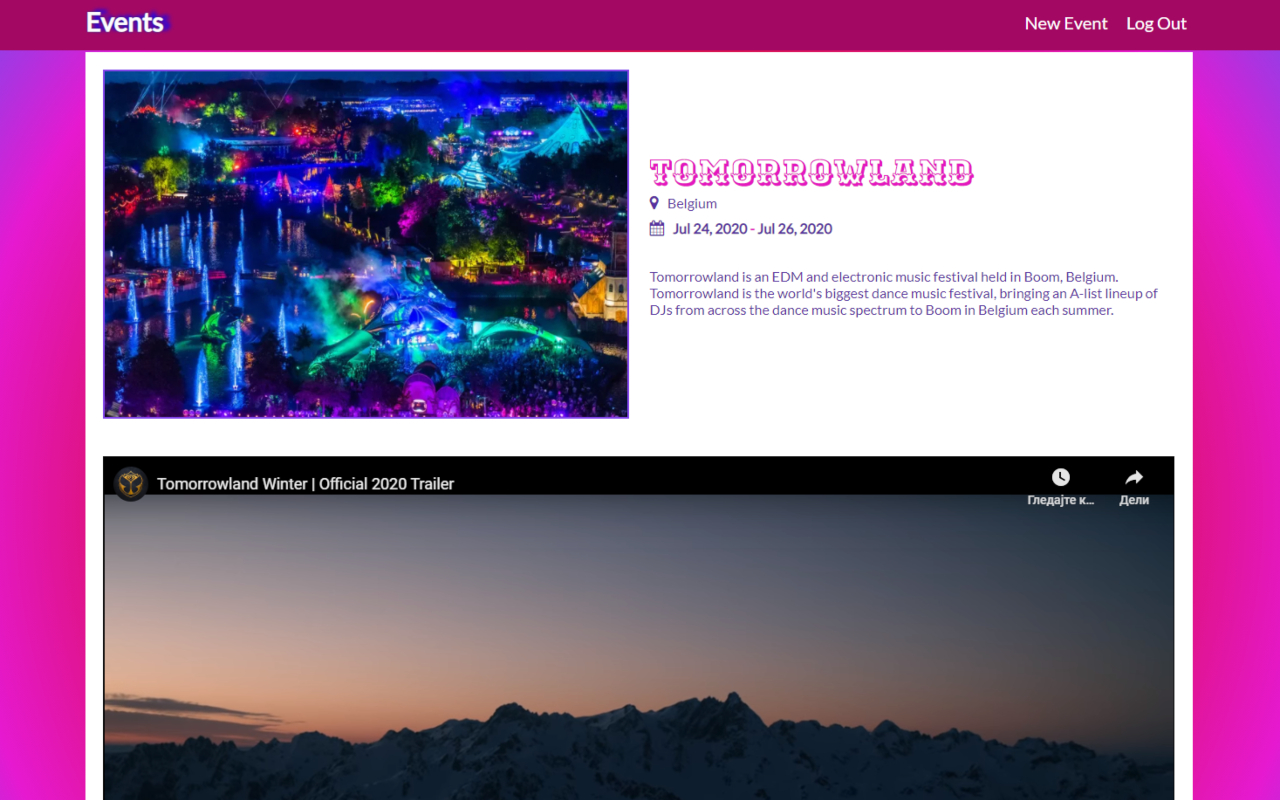 Events
New Event
Log Out
TOMORROWLAND
Belgium
Jul 24, 2020 - Jul 26, 2020
Tomorrowland is an EDM and electronic music festival held in Boom, Belgium.
Tomorrowland is the world's biggest dance music festival, bringing an A-list lineup of
DJs from across the dance music spectrum to Boom in Belgium each summer.
Tomorrowland Winter | Official 2020 Trailer
Гледајте к...
Дели